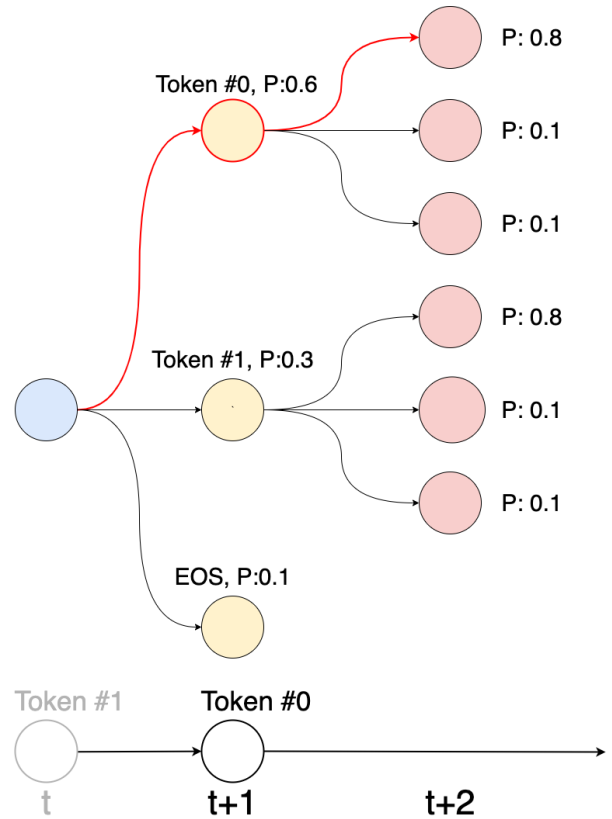 P: 0.8
Token #0, P:0.6
P: 0.1
P: 0.1
P: 0.8
Token #1, P:0.3
P: 0.1
P: 0.1
EOS, P:0.1
Token #1
Token #0
t
t+1
t+2